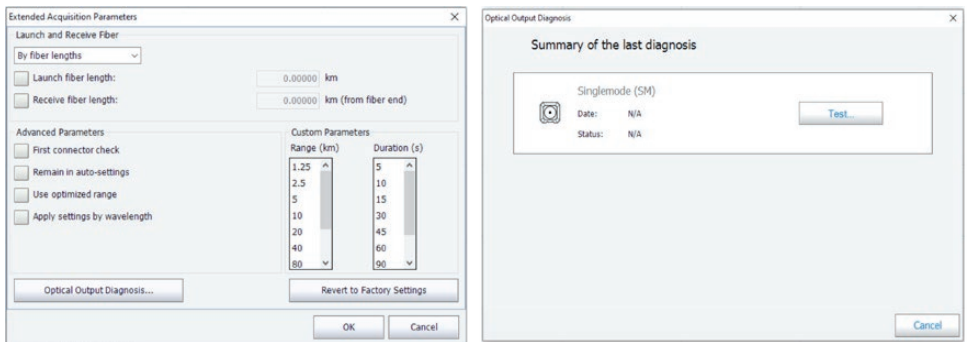 Extended Acquisition Parameters
Launch and Receive Fiber
By fiber lengths
Launch fiber length: 0.00000 km
Receive fiber length: 0.00000 km (from fiber end)
Advanced Parameters
First connector check
Remain in auto-settings
Use optimized range
Apply settings by wavelength
Custom Parameters
Range (km) Duration (s)
1.25 5
2.5 10
5 15
10 30
20 45
40 60
80 90
Optical Output Diagnosis...
Revert to Factory Settings
OK Cancel
Optical Output Diagnosis
Summary of the last diagnosis
Singlemode (SM)
Date: N/A
Status: N/A
Test...
Cancel